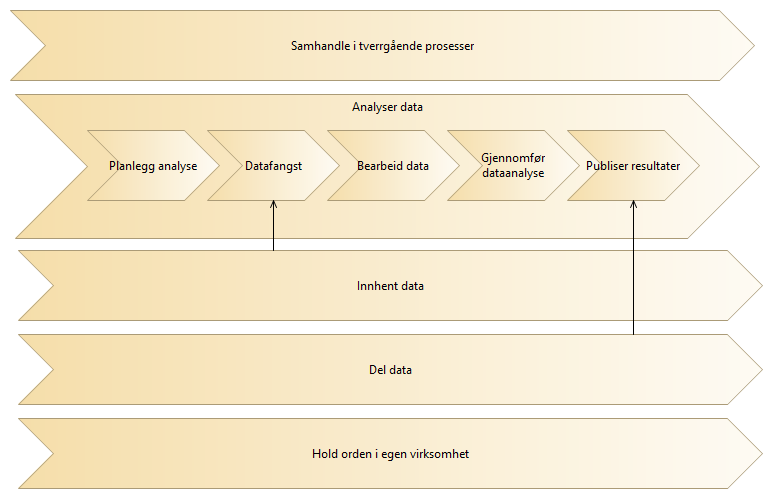 Samhandle i tverrgående prosesser
Analyser data
Planlegg analyse
Datafangst
Bearbeid data
Gjennomfør
dataanalyse
Publiser resultater
Innhent data
Del data
Hold orden i egen virksomhet